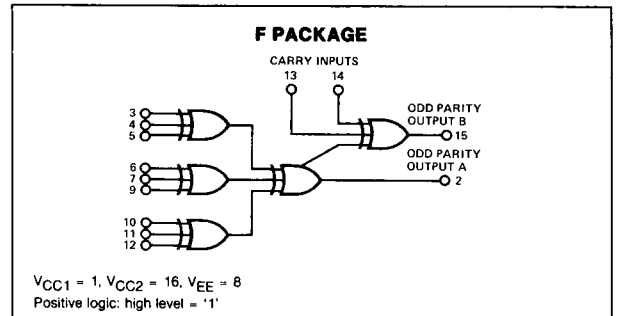 F PACKAGE
CARRY INPUTS
13 14
3
4
5
ODD PARITY
OUTPUT B
15
6
7
9
ODD PARITY
OUTPUT A
2
10
11
12
VCC1 = 1, VCC2 = 16, VEE = 8
Positive logic: high level = '1'